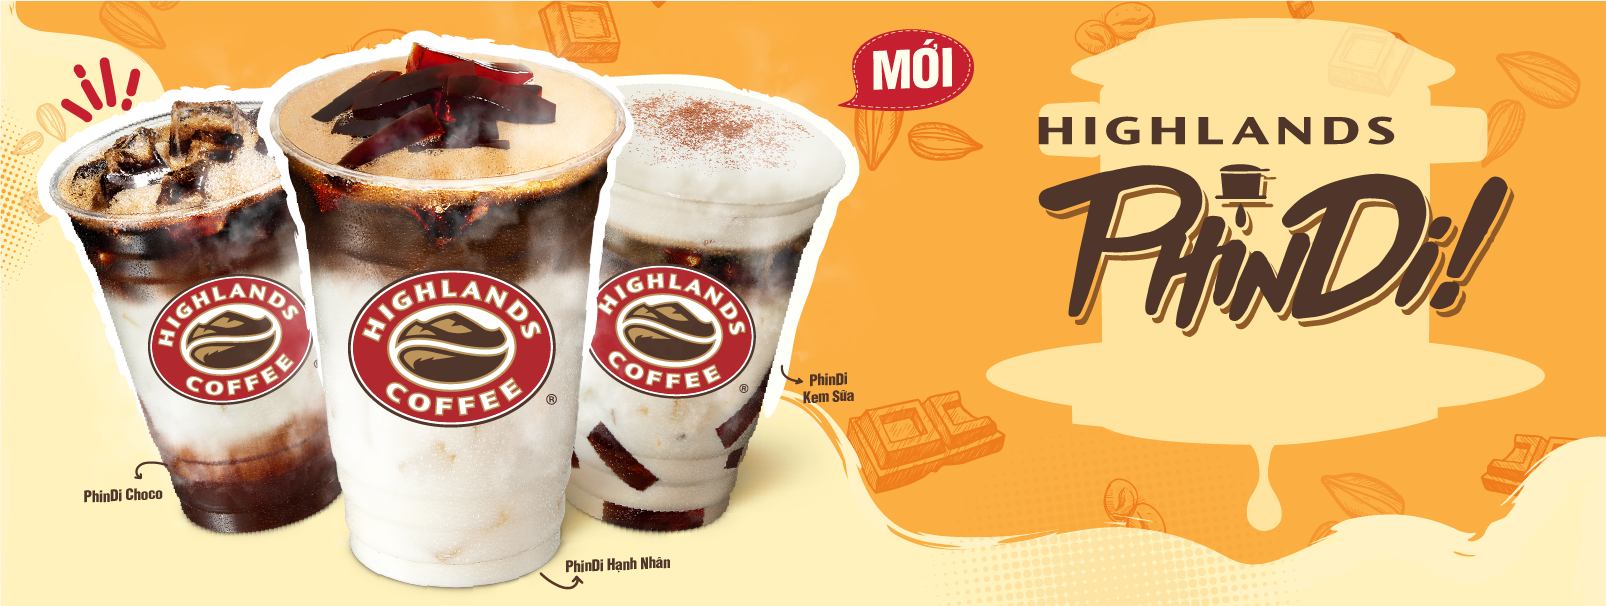 MỚI
HIGHLANDS
PHINDI!
HIGHLANDS
COFFEE
HIGHLANDS
COFFEE
®
HIGHLANDS
COFFEE
®
PhinDi
Kem Sữa
PhinDi Choco
PhinDi Hạnh Nhân